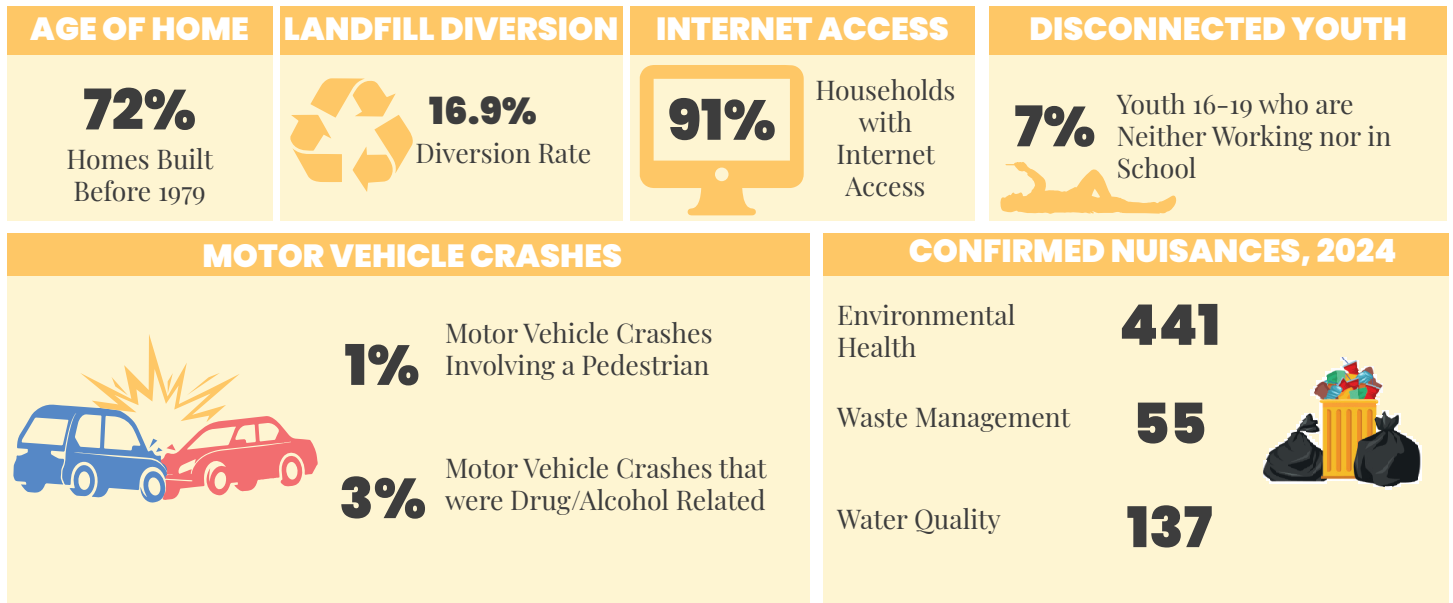 AGE OF HOME
72%
Homes Built
Before 1979
LANDFILL DIVERSION
16.9%
Diversion Rate
INTERNET ACCESS
91%
Households
with
Internet
Access
DISCONNECTED YOUTH
7%
Youth 16-19 who are
Neither Working nor in
School
MOTOR VEHICLE CRASHES
1%
Motor Vehicle Crashes
Involving a Pedestrian
3%
Motor Vehicle Crashes that
were Drug/Alcohol Related
CONFIRMED NUISANCES, 2024
Environmental
Health
441
Waste Management
55
Water Quality
137